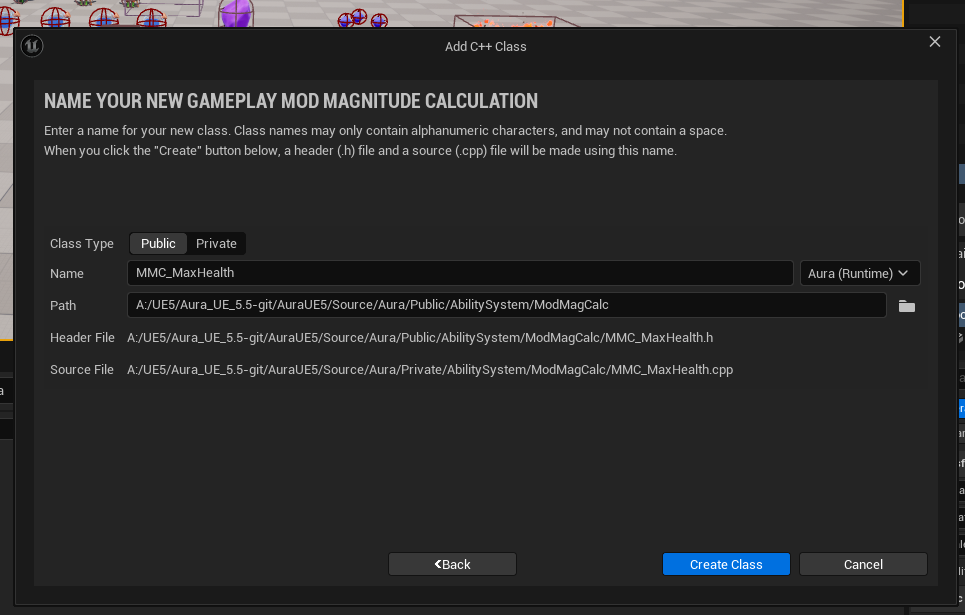 Add C++ Class
NAME YOUR NEW GAMEPLAY MOD MAGNITUDE CALCULATION
Enter a name for your new class. Class names may only contain alphanumeric characters, and may not contain a space.
When you click the "Create" button below, a header (.h) file and a source (.cpp) file will be made using this name.
Class Type Public Private
Name MMC_MaxHealth Aura (Runtime)
Path A:/UE5/Aura_UE_5.5-git/AuraUE5/Source/Aura/Public/AbilitySystem/ModMagCalc
Header File A:/UE5/Aura_UE_5.5-git/AuraUE5/Source/Aura/Public/AbilitySystem/ModMagCalc/MMC_MaxHealth.h
Source File A:/UE5/Aura_UE_5.5-git/AuraUE5/Source/Aura/Private/AbilitySystem/ModMagCalc/MMC_MaxHealth.cpp
Back Create Class Cancel